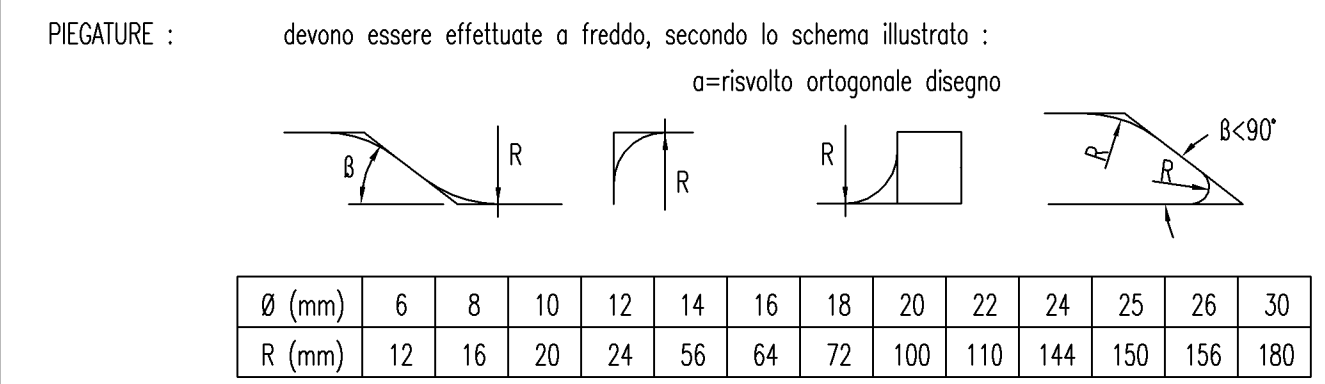 PIEGATURE : devono essere effettuate a freddo, secondo lo schema illustrato :
a=risvolto ortogonale disegno
ß R R R R R ß<90°
Ø (mm) 6 8 10 12 14 16 18 20 22 24 25 26 30
R (mm) 12 16 20 24 56 64 72 100 110 144 150 156 180